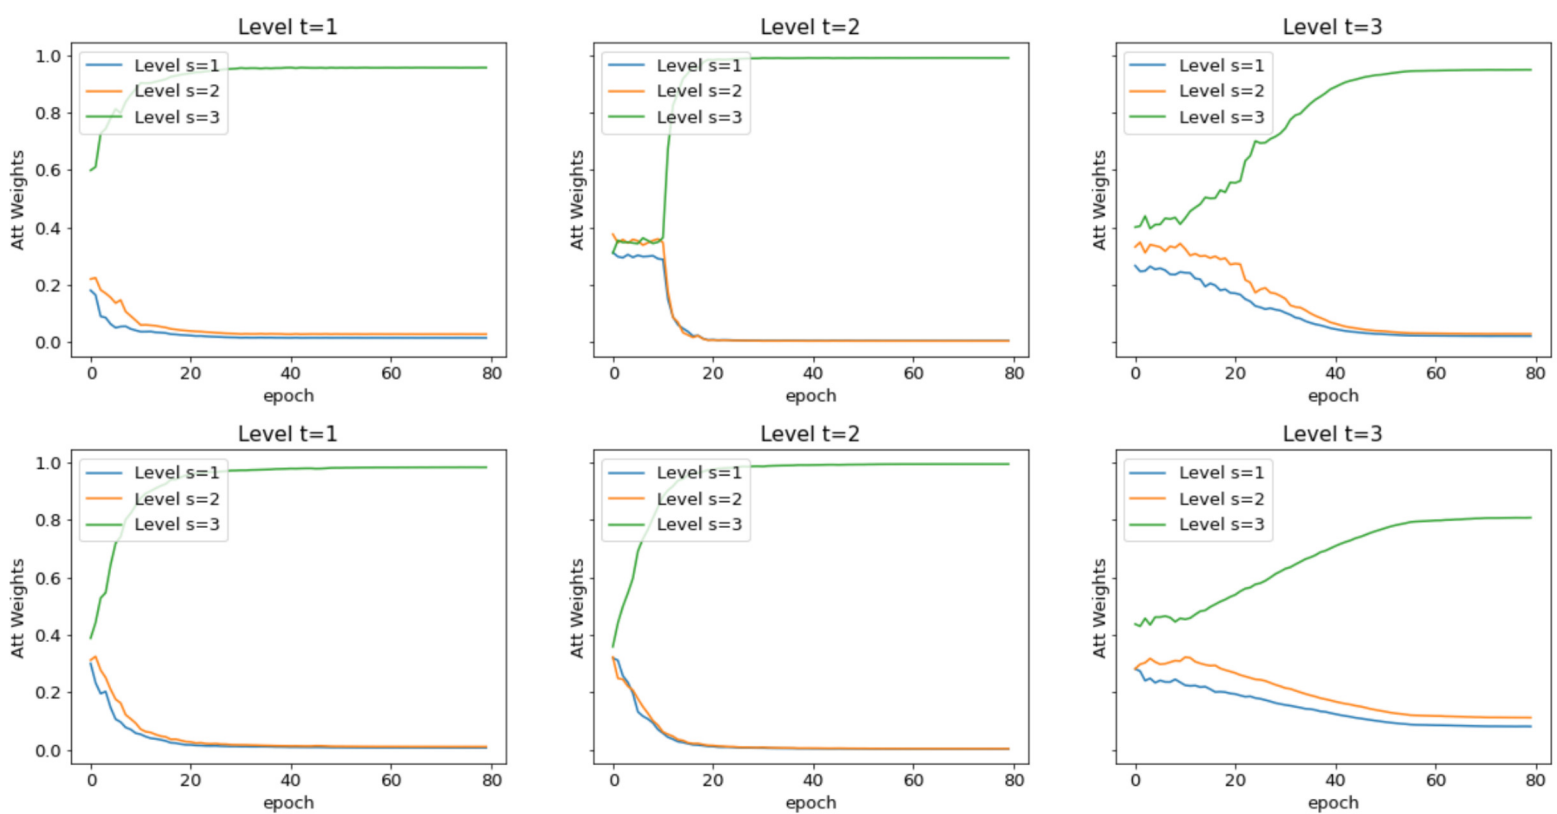 Level t=1
Level t=2
Level t=3
Level s=1
Level s=2
Level s=3
Level s=1
Level s=2
Level s=3
Level s=1
Level s=2
Level s=3
1.0
0.8
0.6
0.4
0.2
0.0
Att Weights
Att Weights
Att Weights
0 20 40 60 80
0 20 40 60 80
0 20 40 60 80
epoch
epoch
epoch
Level t=1
Level t=2
Level t=3
Level s=1
Level s=2
Level s=3
Level s=1
Level s=2
Level s=3
Level s=1
Level s=2
Level s=3
1.0
0.8
0.6
0.4
0.2
0.0
Att Weights
Att Weights
Att Weights
0 20 40 60 80
0 20 40 60 80
0 20 40 60 80
epoch
epoch
epoch